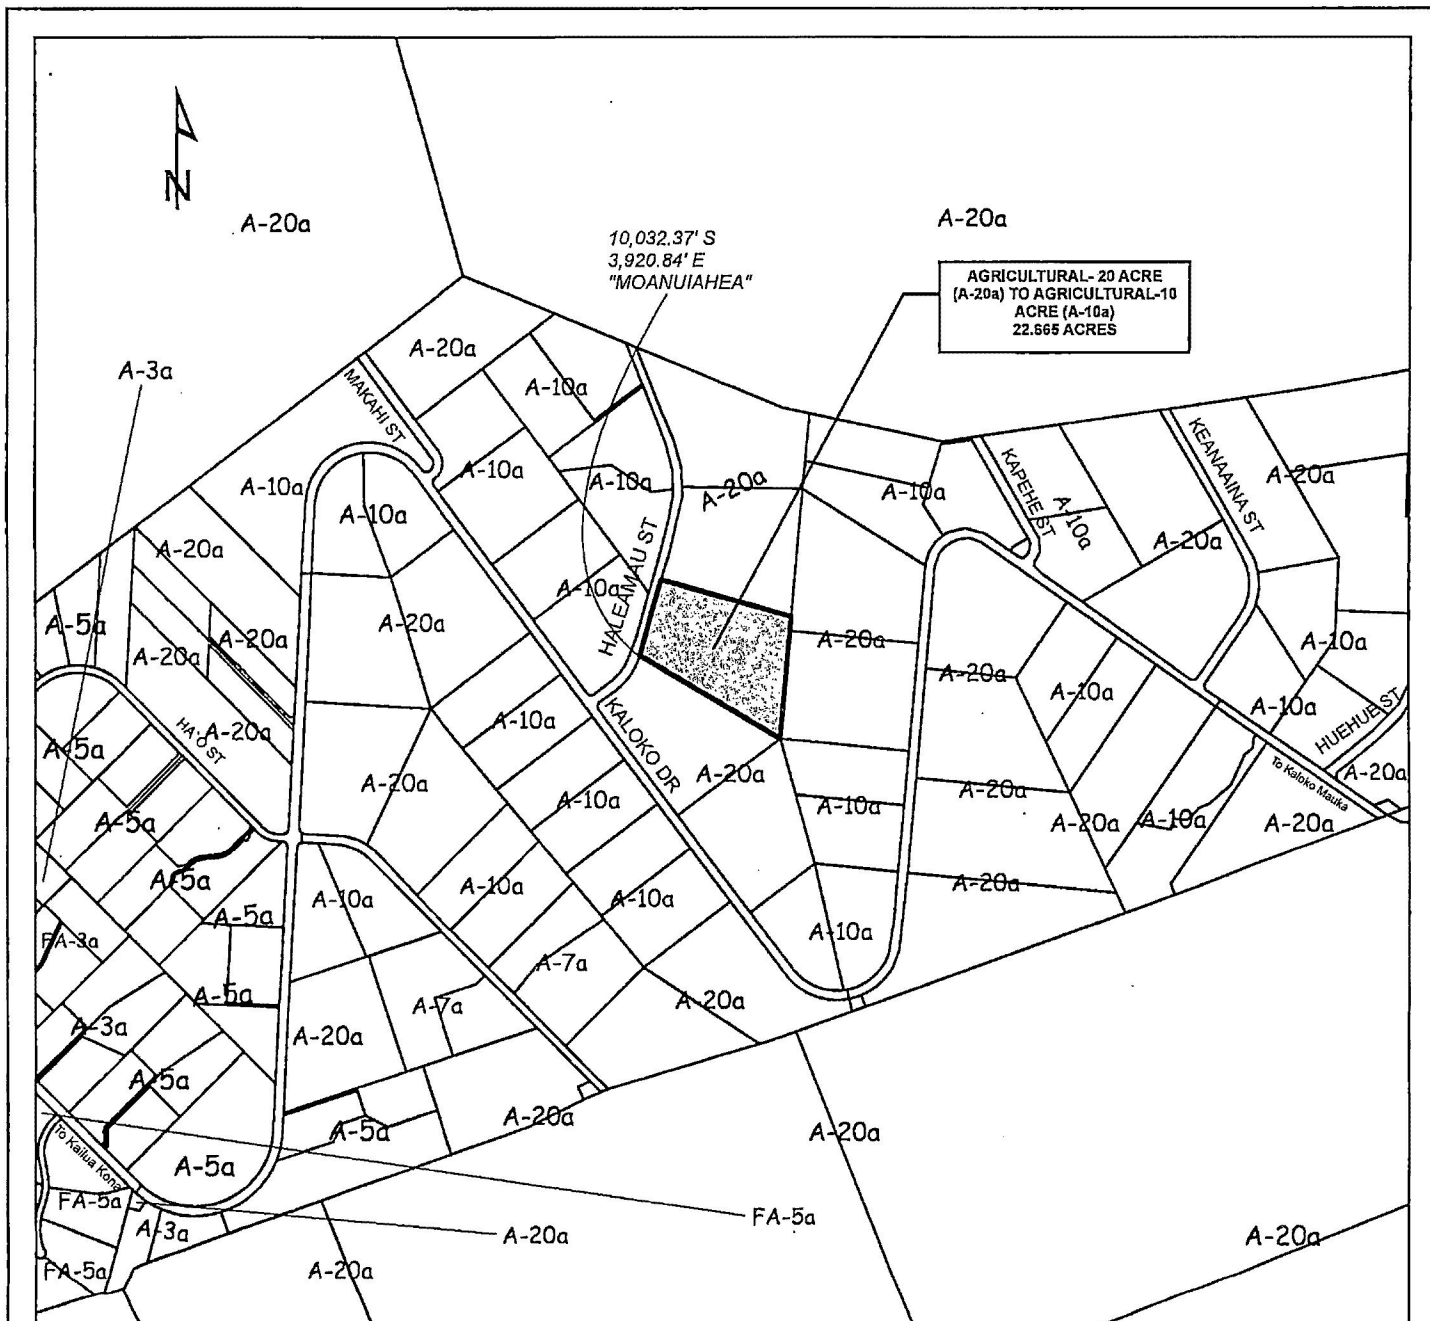 N
A-20a
A-20a
10,032.37' S
3,920.84' E
"MOANUIAHEA"
AGRICULTURAL- 20 ACRE
(A-20a) TO AGRICULTURAL-10
ACRE (A-10a)
22.665 ACRES
A-3a
A-20a
A-10a
MAKAHI ST
A-10a
A-10a
A-10a
A-10a
A-20a
A-10a
KAPEHE ST
A-10a
KEANAAINA ST
A-20a
A-20a
A-20a
A-10a
HALEAMAU ST
A-5a
A-20a
A-20a
A-20a
A-20a
A-20a
A-10a
A-20a
A-10a
A-10a
HUEHUE ST
A-5a
HA'O ST
A-20a
A-10a
KALOKO DR
A-20a
A-20a
A-10a
A-10a
A-20a
To Kaloko Mauka
A-20a
A-5a
A-20a
A-10a
A-20a
A-5a
A-10a
A-10a
A-10a
A-20a
A-5a
FA-3a
A-10a
A-7a
A-5a
A-7a
A-20a
A-3a
A-20a
A-5a
A-5a
A-20a
A-20a
To Kailua Kona
A-5a
FA-5a
FA-5a
A-3a
A-20a
A-20a
FA-5a
A-20a